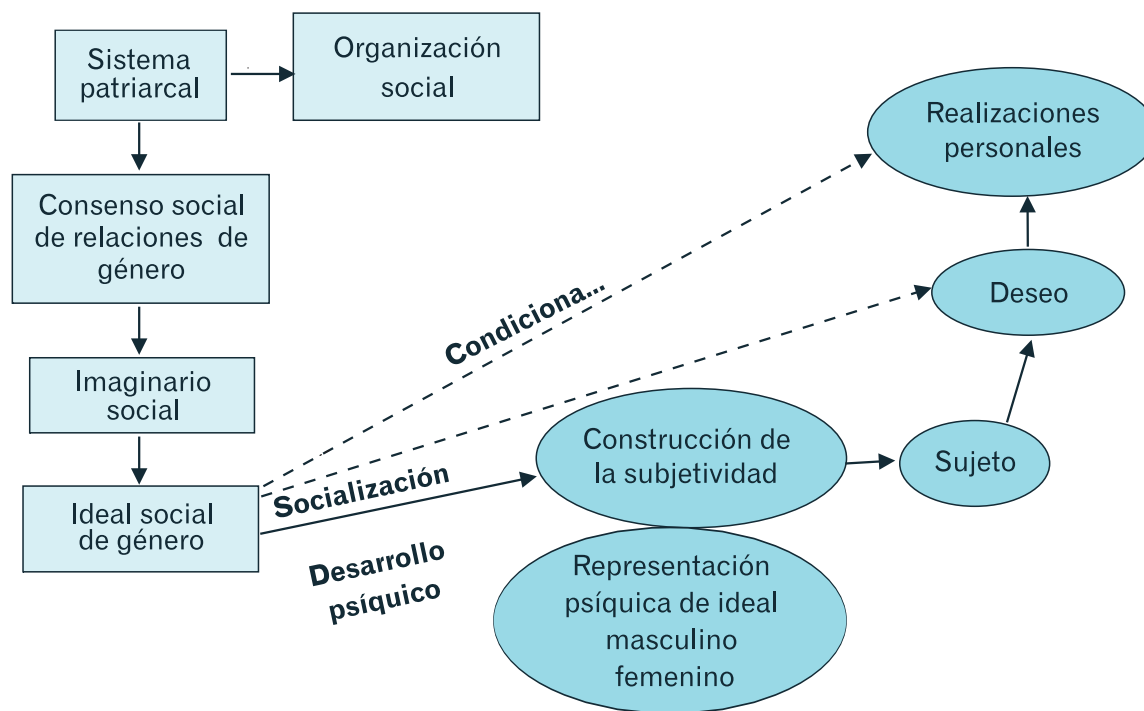 Sistema
patriarcal
Organización
social
Consenso social
de relaciones de
género
Imaginario
social
Ideal social
de género
Condiciona...
Socialización
Desarrollo
psíquico
Construcción de
la subjetividad
Representación
psíquica de ideal
masculino
femenino
Sujeto
Deseo
Realizaciones
personales